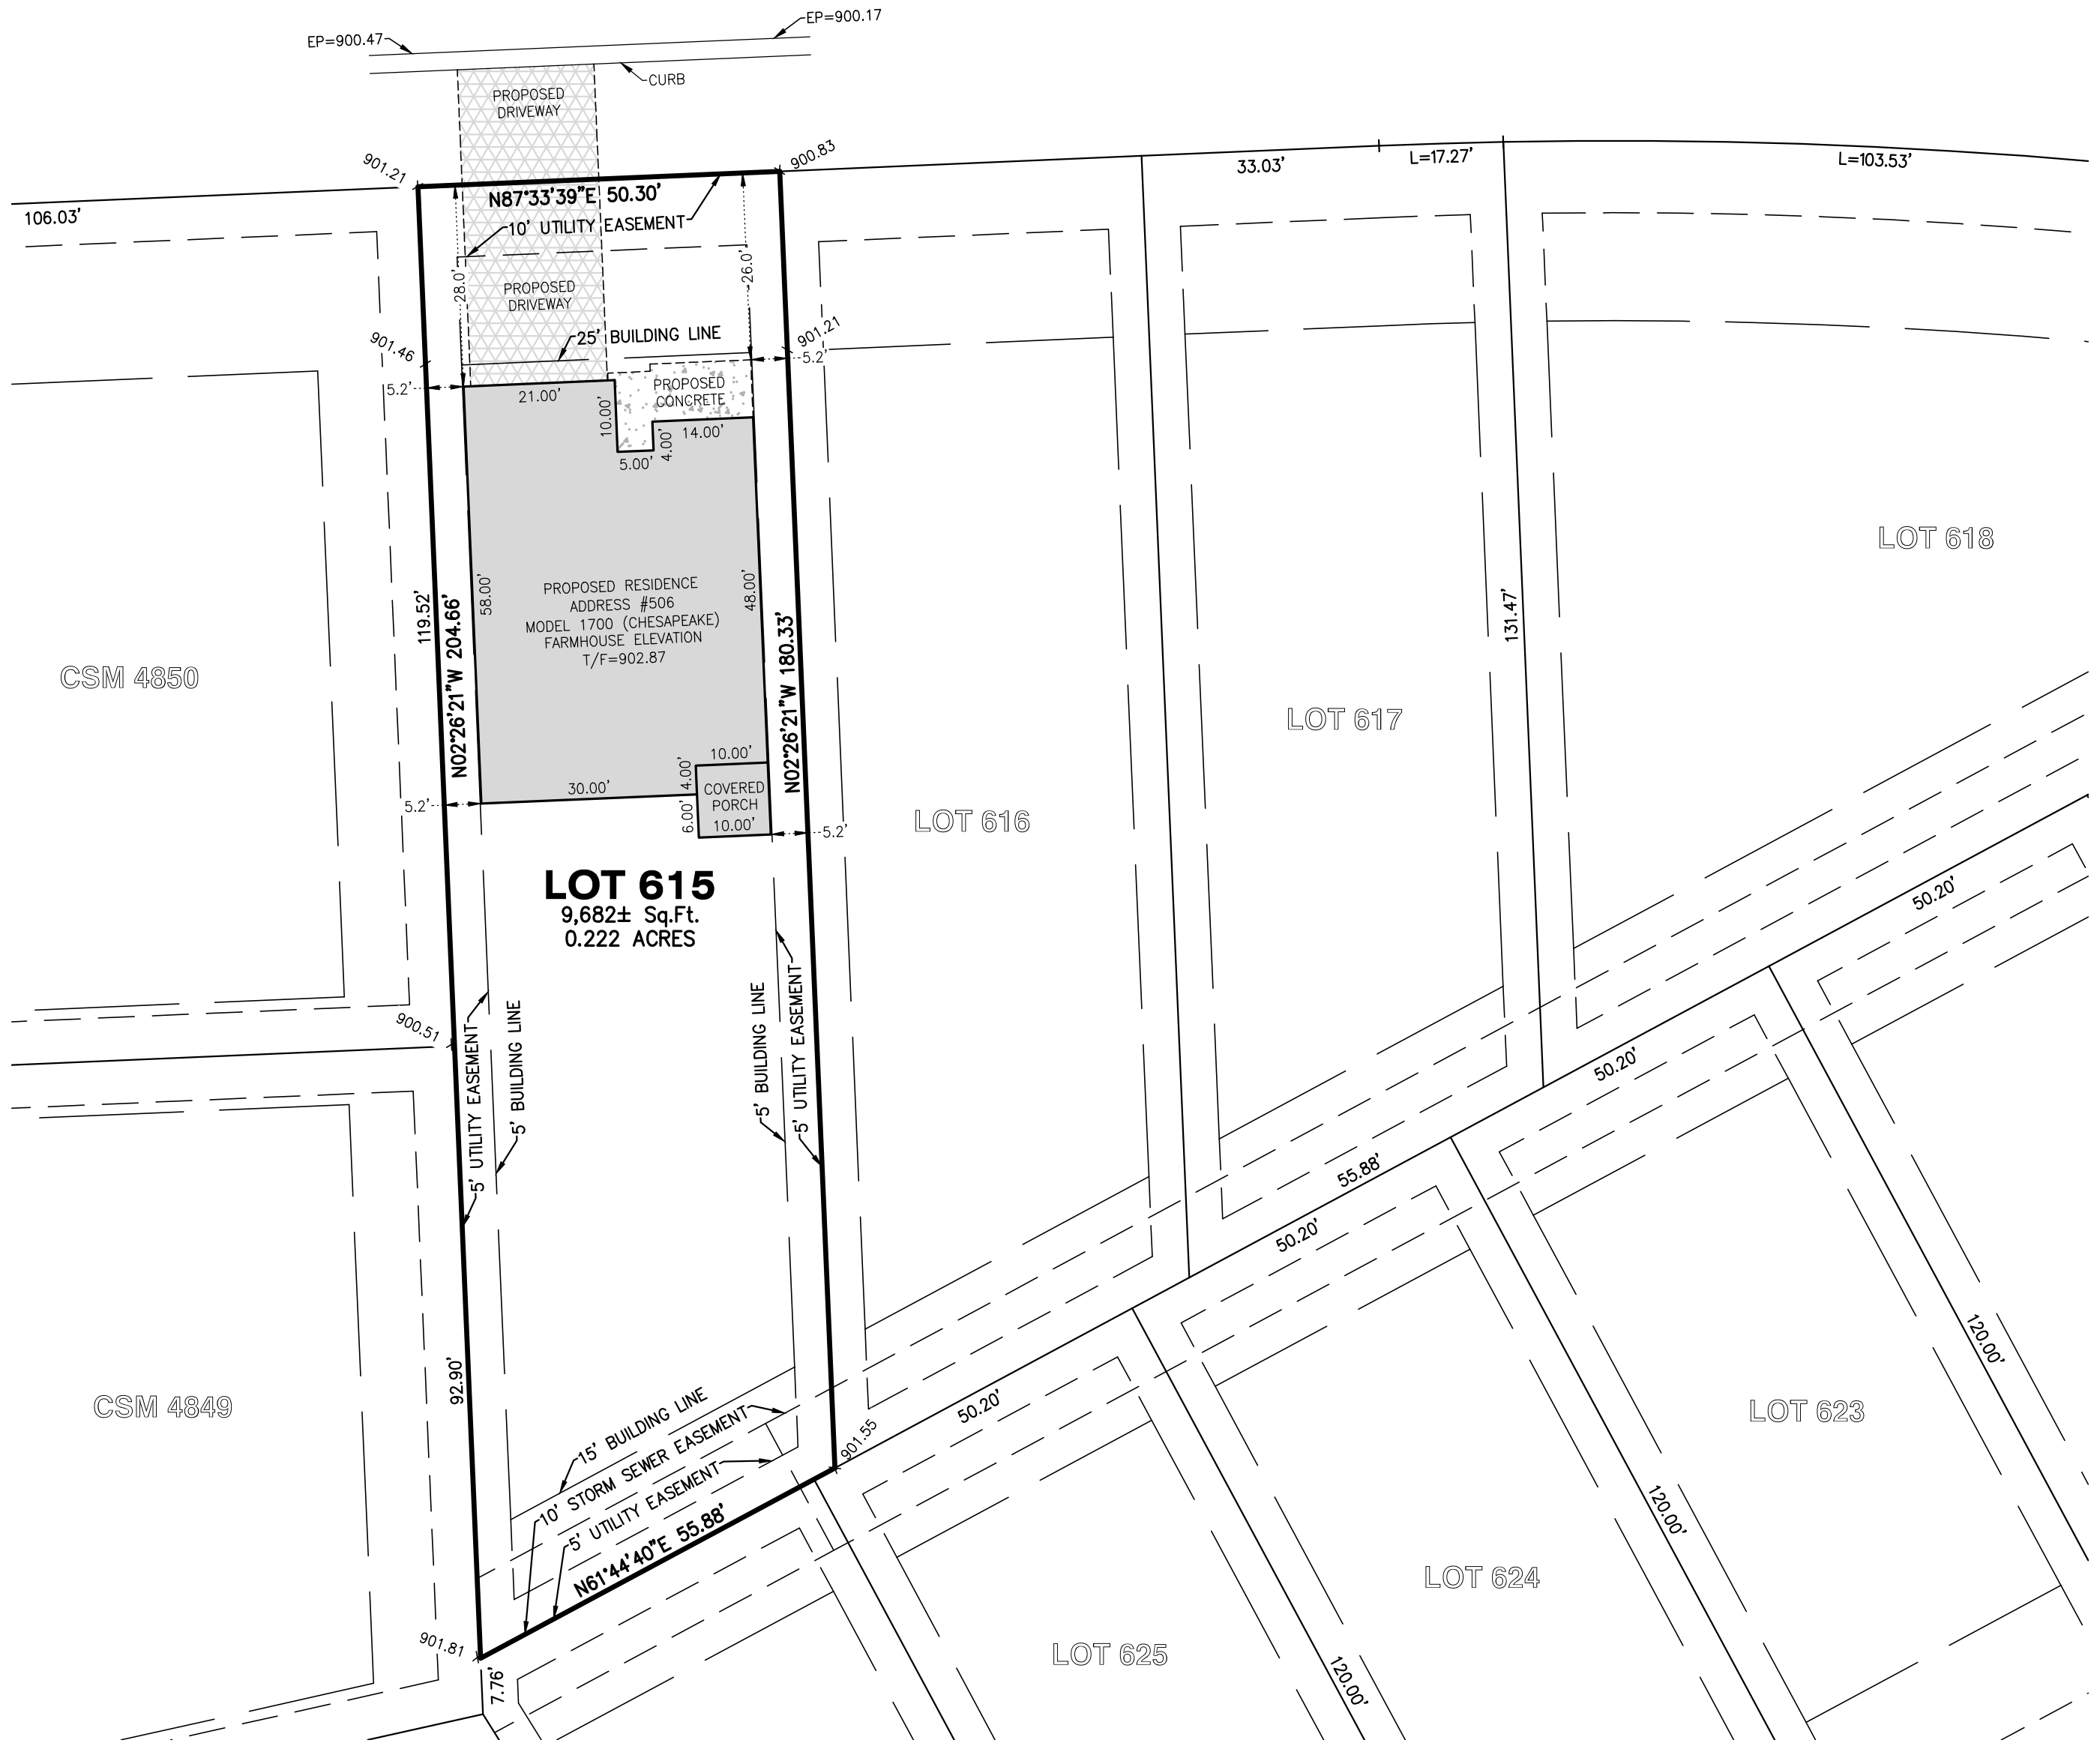 EP=900.47
EP=900.17
CURB
PROPOSED
DRIVEWAY
901.21
900.83
33.03'
L=17.27'
L=103.53'
106.03'
N87°33'39"E 50.30'
10' UTILITY EASEMENT
28.0'
26.0'
PROPOSED
DRIVEWAY
25' BUILDING LINE
901.46
901.21
5.2'
5.2'
21.00'
10.00'
PROPOSED
CONCRETE
14.00'
4.00'
5.00'
LOT 618
119.52'
N02°26'21"W 204.66'
58.00'
PROPOSED RESIDENCE
ADDRESS #506
MODEL 1700 (CHESAPEAKE)
FARMHOUSE ELEVATION
T/F=902.87
48.00'
N02°26'21"W 180.33'
131.47'
CSM 4850
LOT 617
10.00'
4.00'
30.00'
COVERED
PORCH
10.00'
6.00'
5.2'
5.2'
LOT 616
LOT 615
9,682± Sq.Ft.
0.222 ACRES
50.20'
900.51
5' UTILITY EASEMENT
5' BUILDING LINE
5' BUILDING LINE
5' UTILITY EASEMENT
50.20'
55.88'
50.20'
92.90'
120.00'
CSM 4849
15' BUILDING LINE
10' STORM SEWER EASEMENT
5' UTILITY EASEMENT
N61°44'40"E 55.88'
901.55
50.20'
LOT 623
120.00'
LOT 624
901.81
7.76'
LOT 625
120.00'